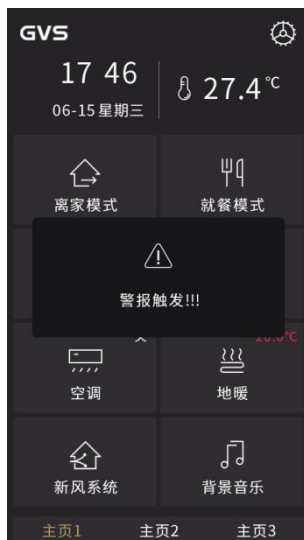 GVS
17 46
06-15 星期三
27.4℃
离家模式
就餐模式
警报触发!!!
空调
地暖
新风系统
背景音乐
主页1
主页2
主页3